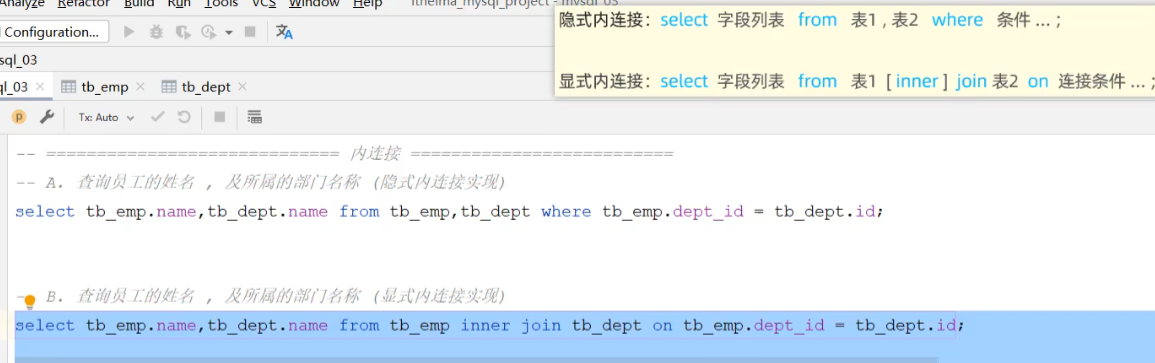 Analyze Refactor Build Run Tools VCS Window Help
Configuration...
sql_03
tb_emp tb_dept
Tx: Auto
隐式内连接：select 字段列表 from 表1 , 表2 where 条件 ... ;
显式内连接：select 字段列表 from 表1 [ inner ] join 表2 on 连接条件 ... ;
-- ============================= 内连接 ==========================
-- A. 查询员工的姓名 , 及所属的部门名称 (隐式内连接实现)
select tb_emp.name,tb_dept.name from tb_emp,tb_dept where tb_emp.dept_id = tb_dept.id;
B. 查询员工的姓名 , 及所属的部门名称 (显式内连接实现)
select tb_emp.name,tb_dept.name from tb_emp inner join tb_dept on tb_emp.dept_id = tb_dept.id;